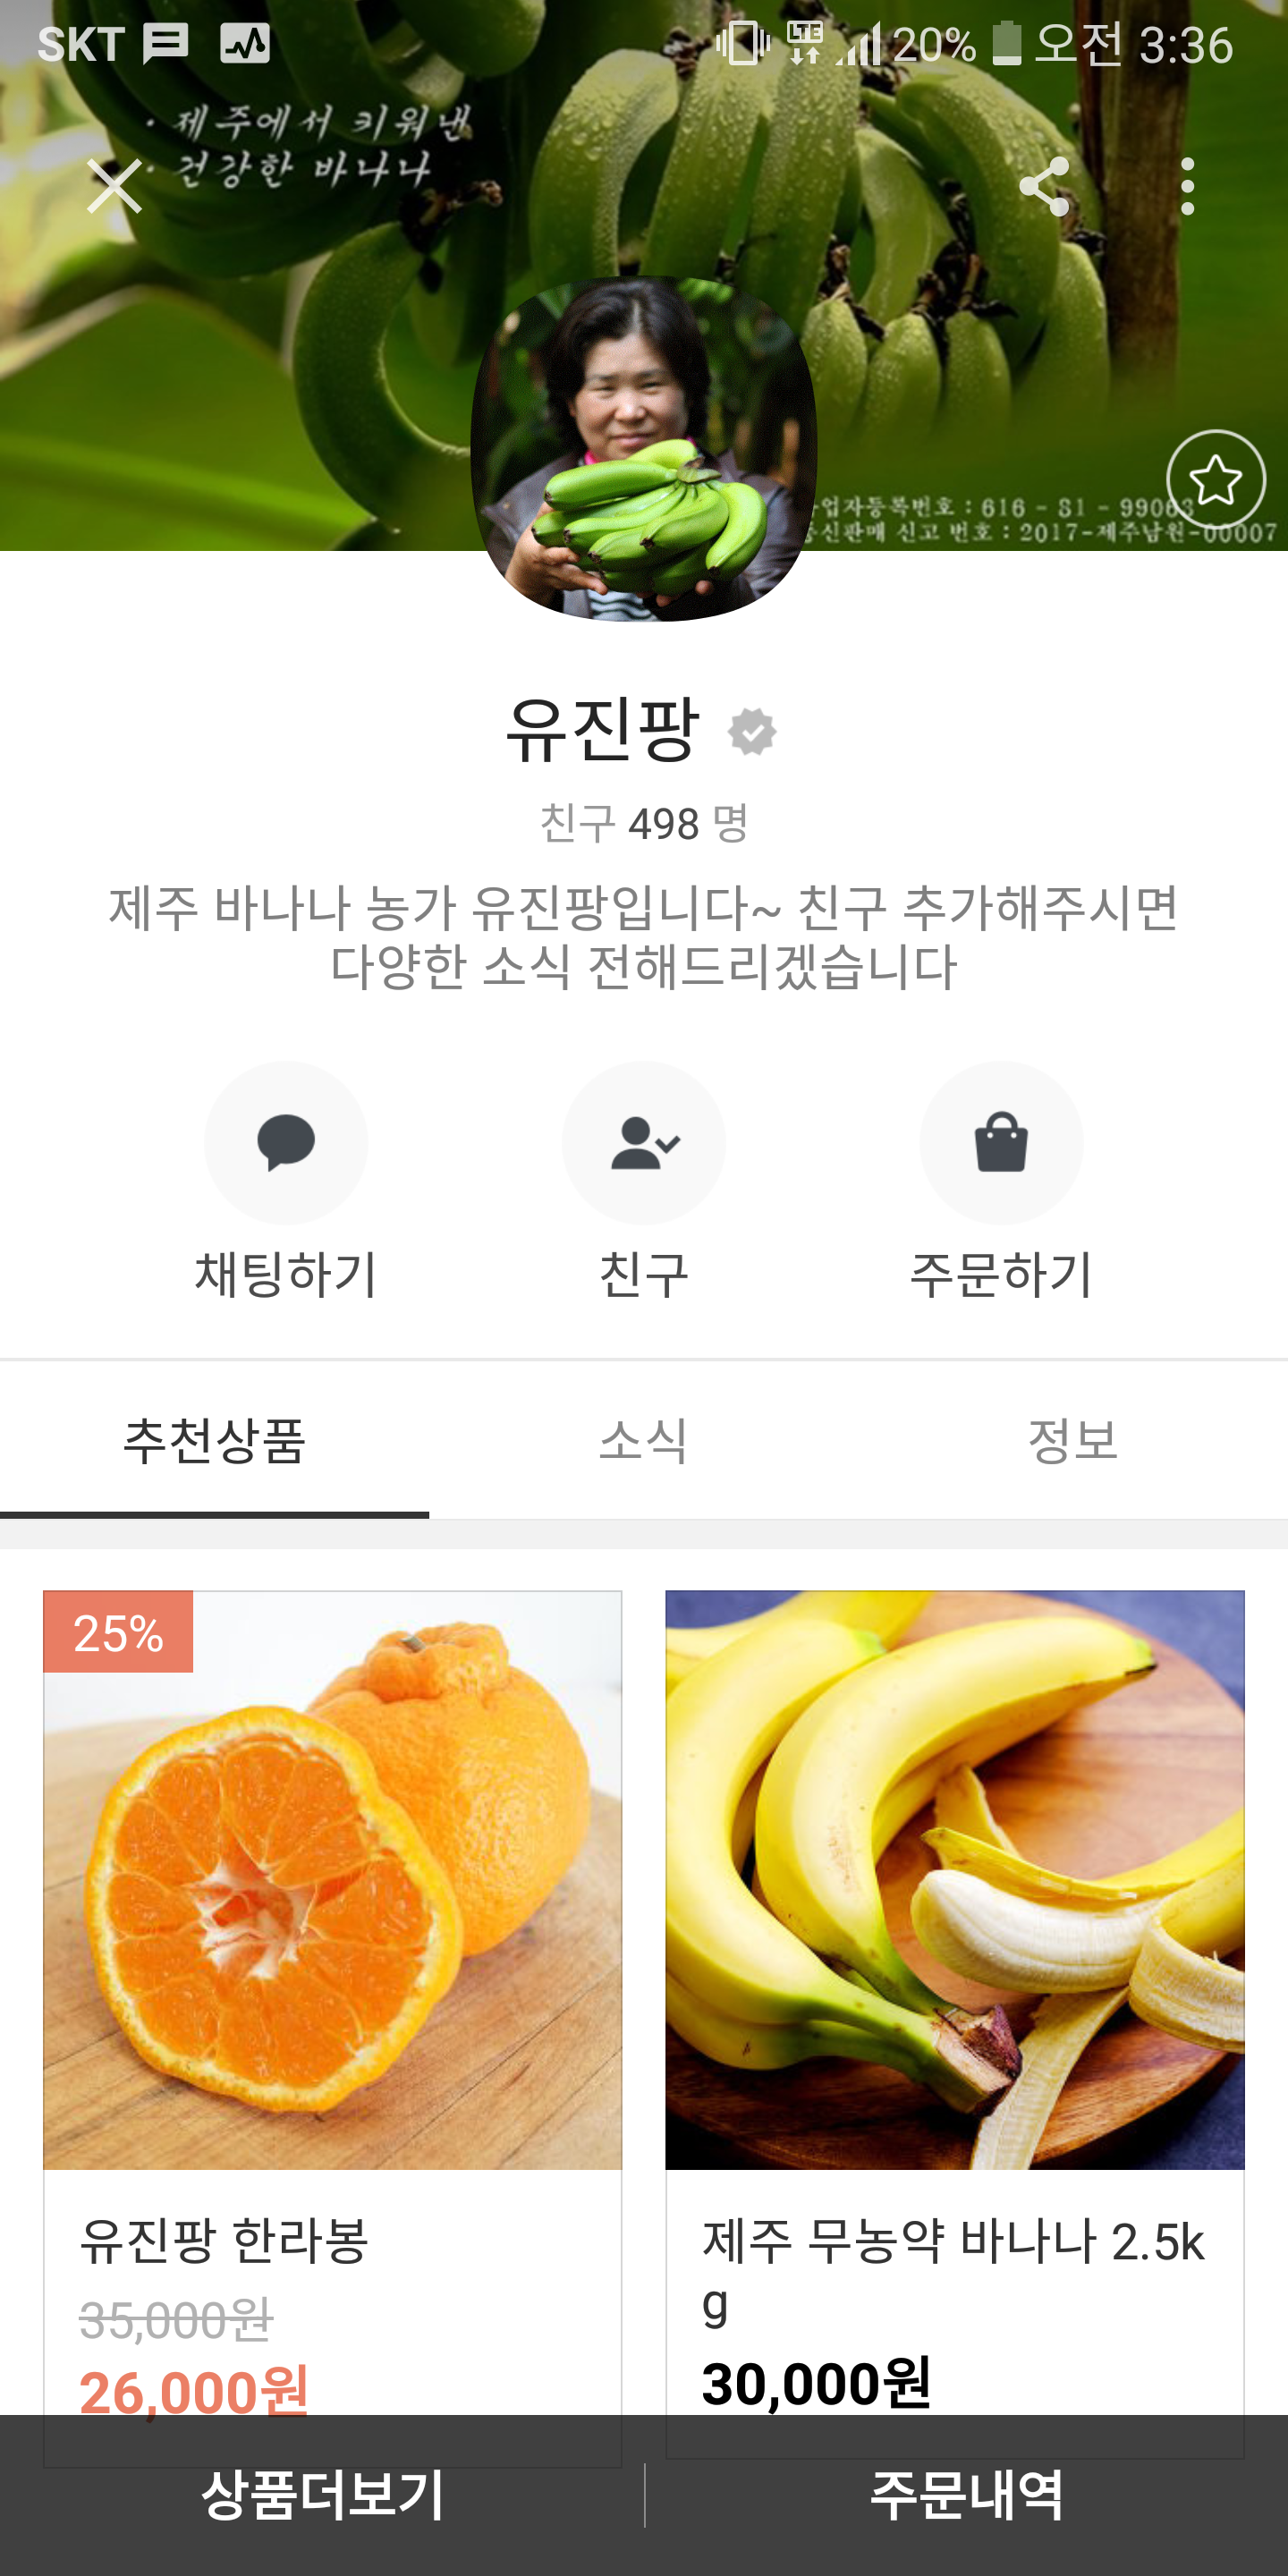 SKT 20% 오전 3:36
· 제주에서 키워낸
· 건강한 바나나
업자등록번호 : 616 - 81 - 99063
신판매 신고 번호 : 2017-제주남원-00007
유진팡
친구 498 명
제주 바나나 농가 유진팡입니다~ 친구 추가해주시면
다양한 소식 전해드리겠습니다
채팅하기 친구 주문하기
추천상품 소식 정보
25%
유진팡 한라봉
35,000원
26,000원
제주 무농약 바나나 2.5k
g
30,000원
상품더보기 주문내역